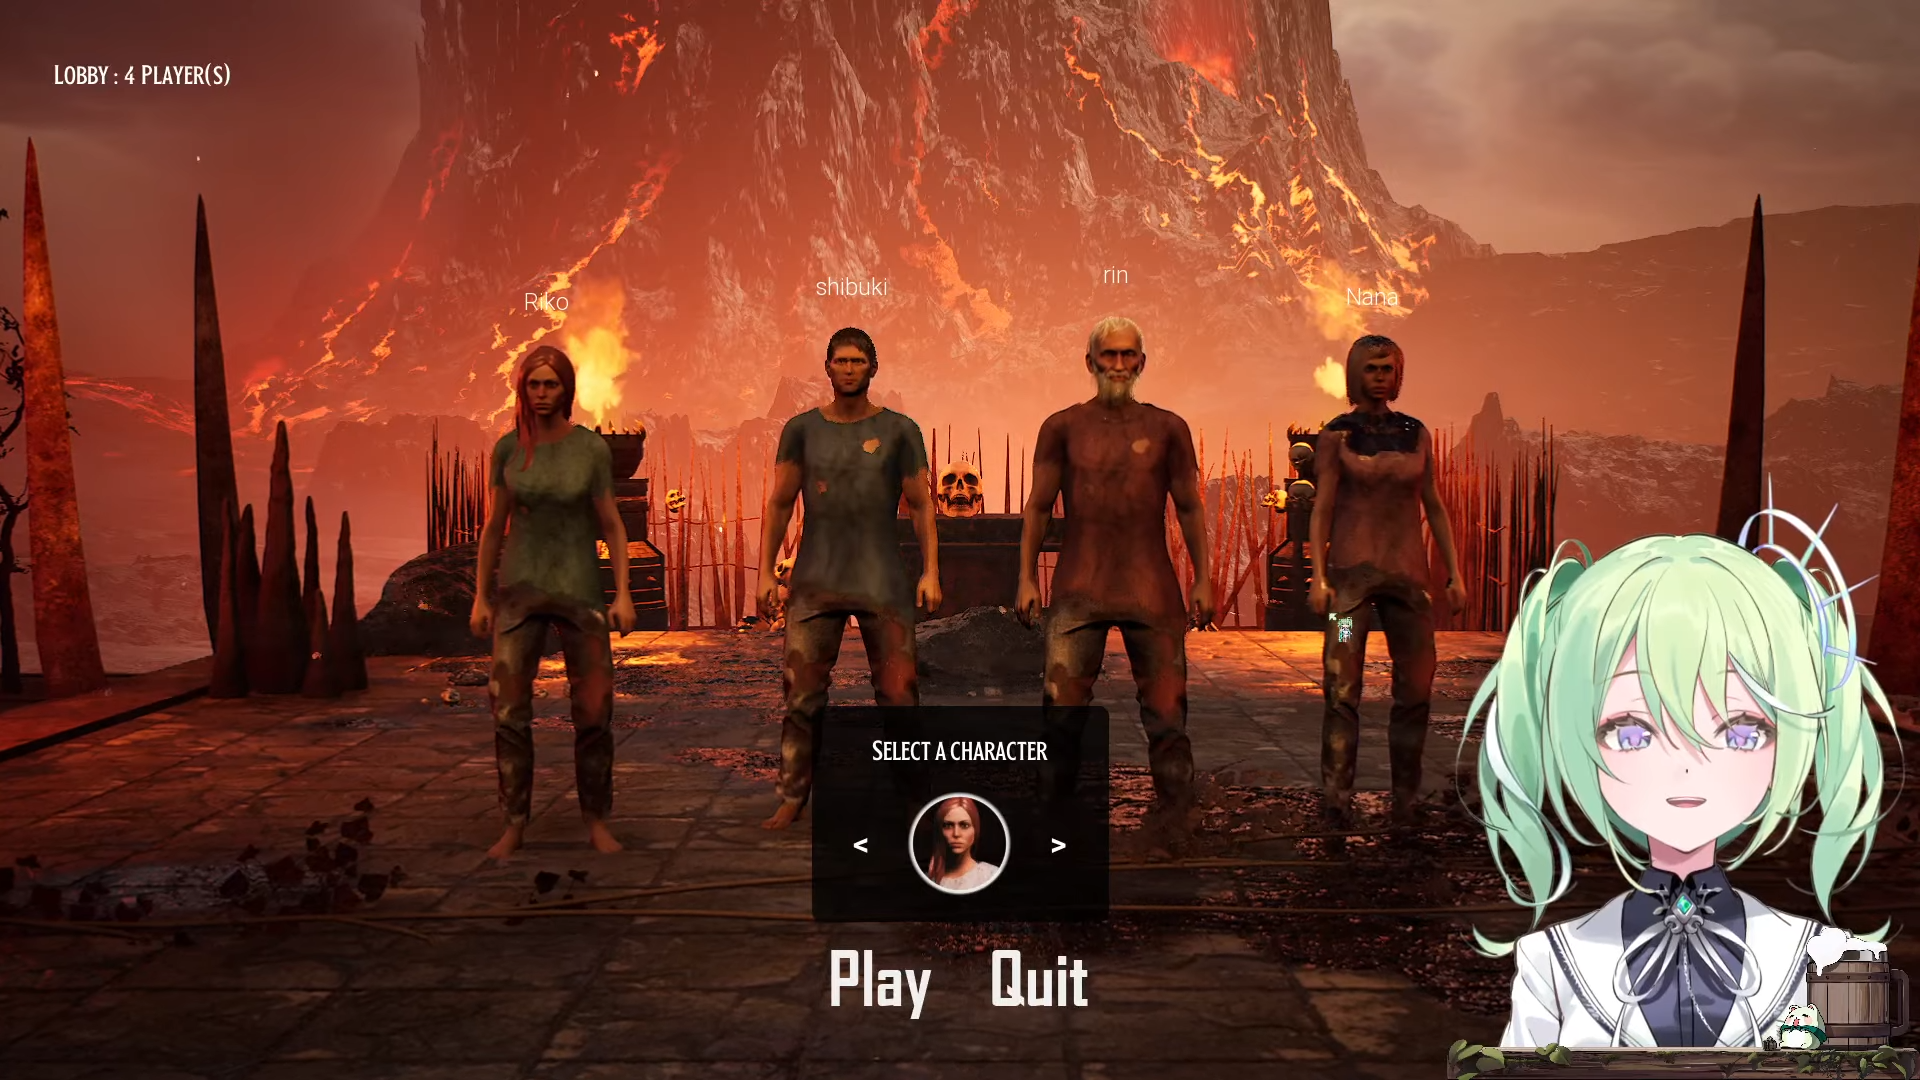 LOBBY : 4 PLAYER(S)
Riko
shibuki
rin
Nana
SELECT A CHARACTER
< >
Play Quit